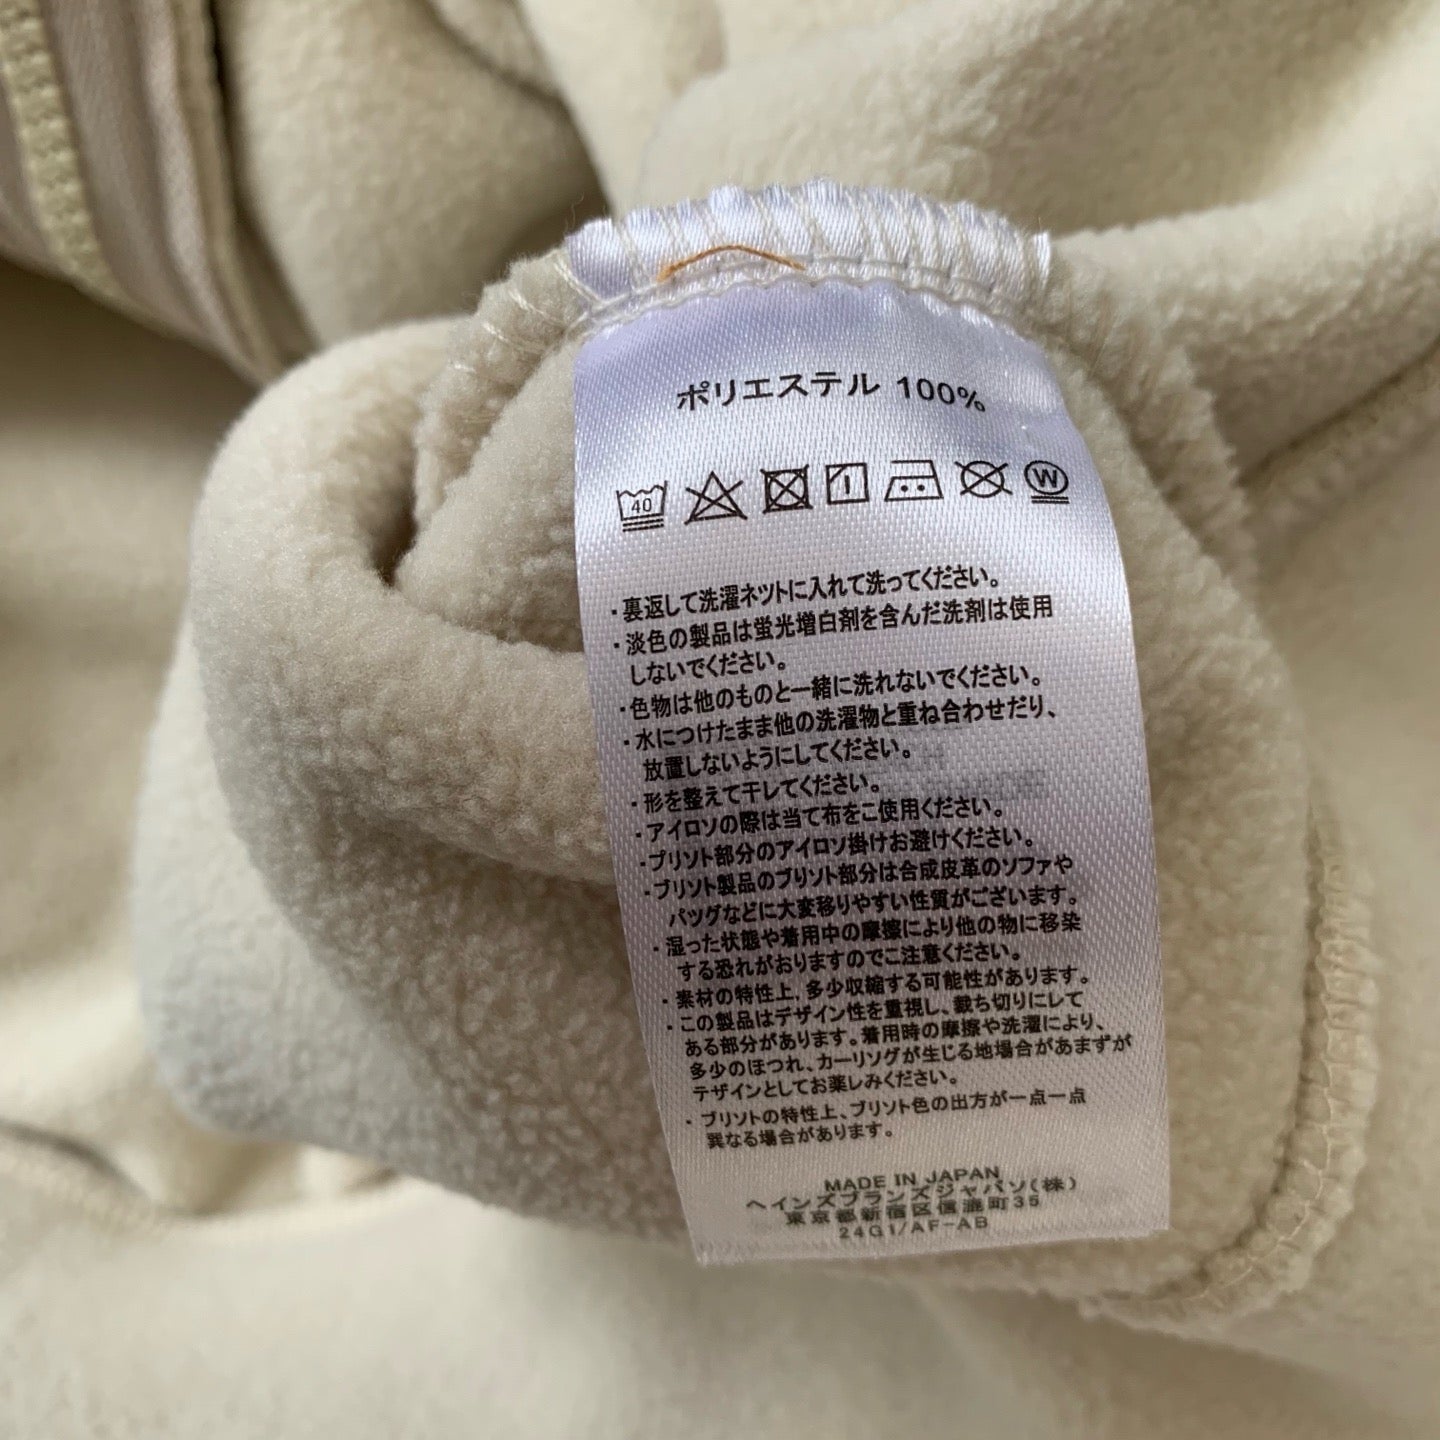 ポリエステル 100%
40
W
・裏返して洗濯ネツトに入れて洗ってください。
・淡色の製品は蛍光増白剤を含んだ洗剤は使用
しないでください。
・色物は他のものと一緒に洗れないでください。
・水につけたまま他の洗濯物と重ね合わせだり、
放置しないようにしてください。
・形を整えて干してください。
・アイロソの際は当て布をご使用ください。
・プリソト部分のアイロソ掛けお避けください。
・プリソト製品のプりソト部分は合成皮革のソファや
バッグなどに大変移りやすい性質がございます。
・湿った状態や着用中の摩擦により他の物に移染
する恐れがおりますのでご注意ください。
・素材の特性上, 多少収縮する可能性があります。
・この製品はデザイン性を重視し、裁ち切りにレて
ある部分があります。着用時の摩擦や洗濯により、
多少のほつれ、カーリソグが生じる地場合があまずが
テザインとしてお薬しみください。
・プリソトの特性上、プリソト色の出方が一点一点
異なる場合があります。
MADE IN JAPAN
ヘインズブランズジャパソ(株)
東京都新宿区信鹿町35
24G1/AF-AB